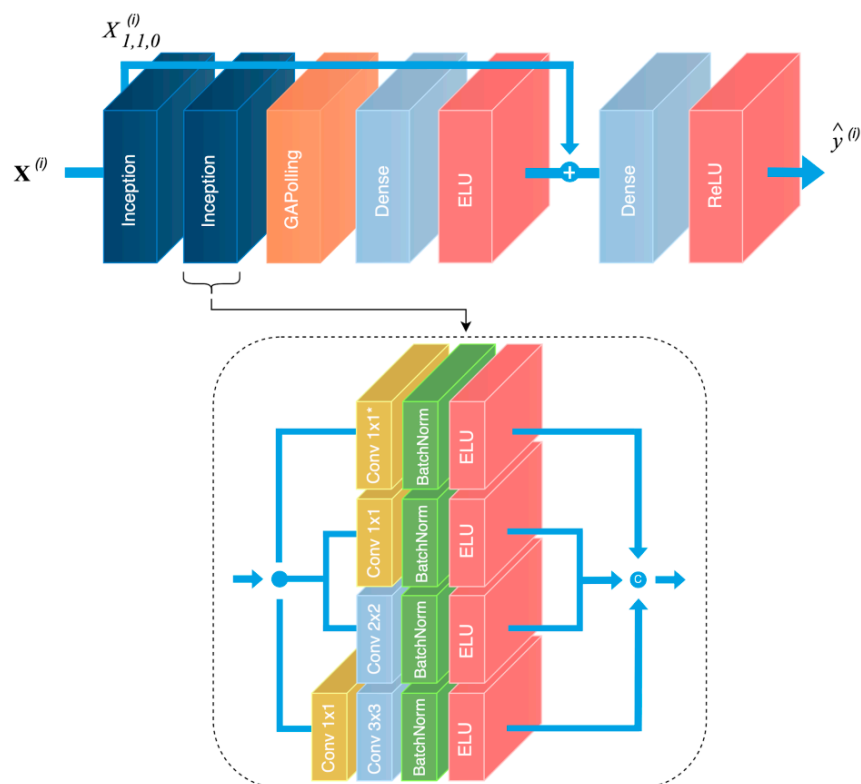 X 1,1,0 (i)
X (i)
Inception
Inception
GAPolling
Dense
ELU
+
Dense
ReLU
ŷ (i)
Conv 1x1*
BatchNorm
ELU
Conv 1x1
BatchNorm
ELU
Conv 2x2
BatchNorm
ELU
Conv 1x1
Conv 3x3
BatchNorm
ELU
C